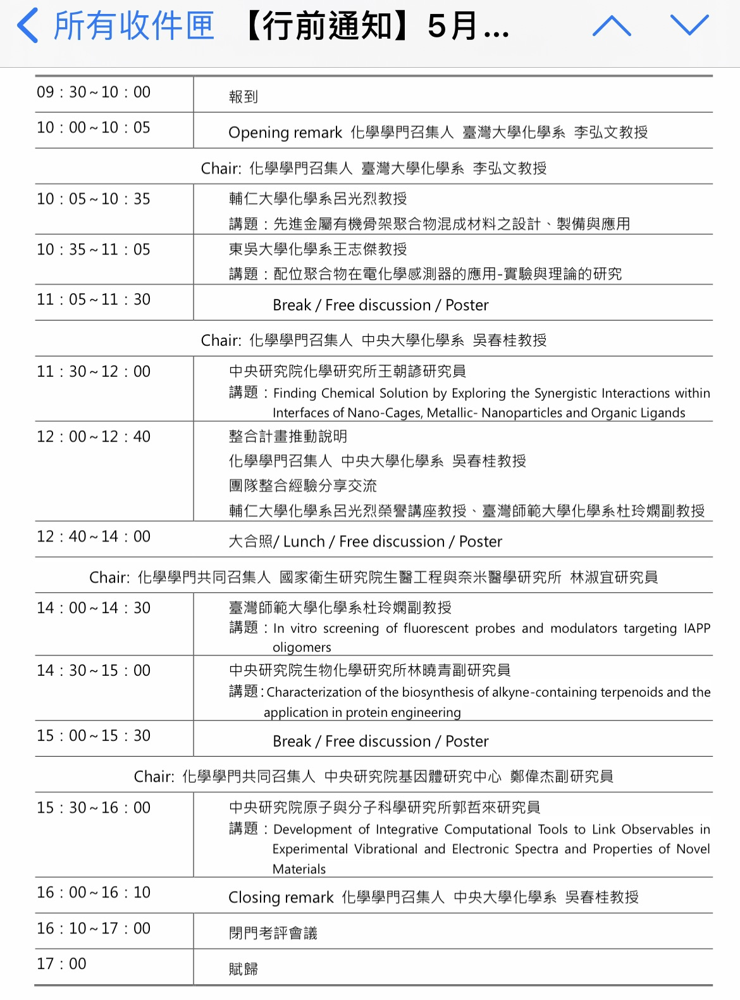 所有收件匣 【行前通知】5月...
09：30～10：00 報到
10：00～10：05 Opening remark 化學學門召集人 臺灣大學化學系 李弘文教授
Chair: 化學學門召集人 臺灣大學化學系 李弘文教授
10：05～10：35 輔仁大學化學系呂光烈教授
講題：先進金屬有機骨架聚合物混成材料之設計、製備與應用
10：35～11：05 東吳大學化學系王志傑教授
講題：配位聚合物在電化學感測器的應用-實驗與理論的研究
11：05～11：30 Break / Free discussion / Poster
Chair: 化學學門召集人 中央大學化學系 吳春桂教授
11：30～12：00 中央研究院化學研究所王朝諺研究員
講題：Finding Chemical Solution by Exploring the Synergistic Interactions within
Interfaces of Nano-Cages, Metallic- Nanoparticles and Organic Ligands
12：00～12：40 整合計畫推動說明
化學學門召集人 中央大學化學系 吳春桂教授
團隊整合經驗分享交流
輔仁大學化學系呂光烈榮譽講座教授、臺灣師範大學化學系杜玲嫻副教授
12：40～14：00 大合照/ Lunch / Free discussion / Poster
Chair: 化學學門共同召集人 國家衛生研究院生醫工程與奈米醫學研究所 林淑宜研究員
14：00～14：30 臺灣師範大學化學系杜玲嫻副教授
講題：In vitro screening of fluorescent probes and modulators targeting IAPP
oligomers
14：30～15：00 中央研究院生物化學研究所林曉青副研究員
講題：Characterization of the biosynthesis of alkyne-containing terpenoids and the
application in protein engineering
15：00～15：30 Break / Free discussion / Poster
Chair: 化學學門共同召集人 中央研究院基因體研究中心 鄭偉杰副研究員
15：30～16：00 中央研究院原子與分子科學研究所郭哲來研究員
講題：Development of Integrative Computational Tools to Link Observables in
Experimental Vibrational and Electronic Spectra and Properties of Novel
Materials
16：00～16：10 Closing remark 化學學門召集人 中央大學化學系 吳春桂教授
16：10～17：00 閉門考評會議
17：00 賦歸